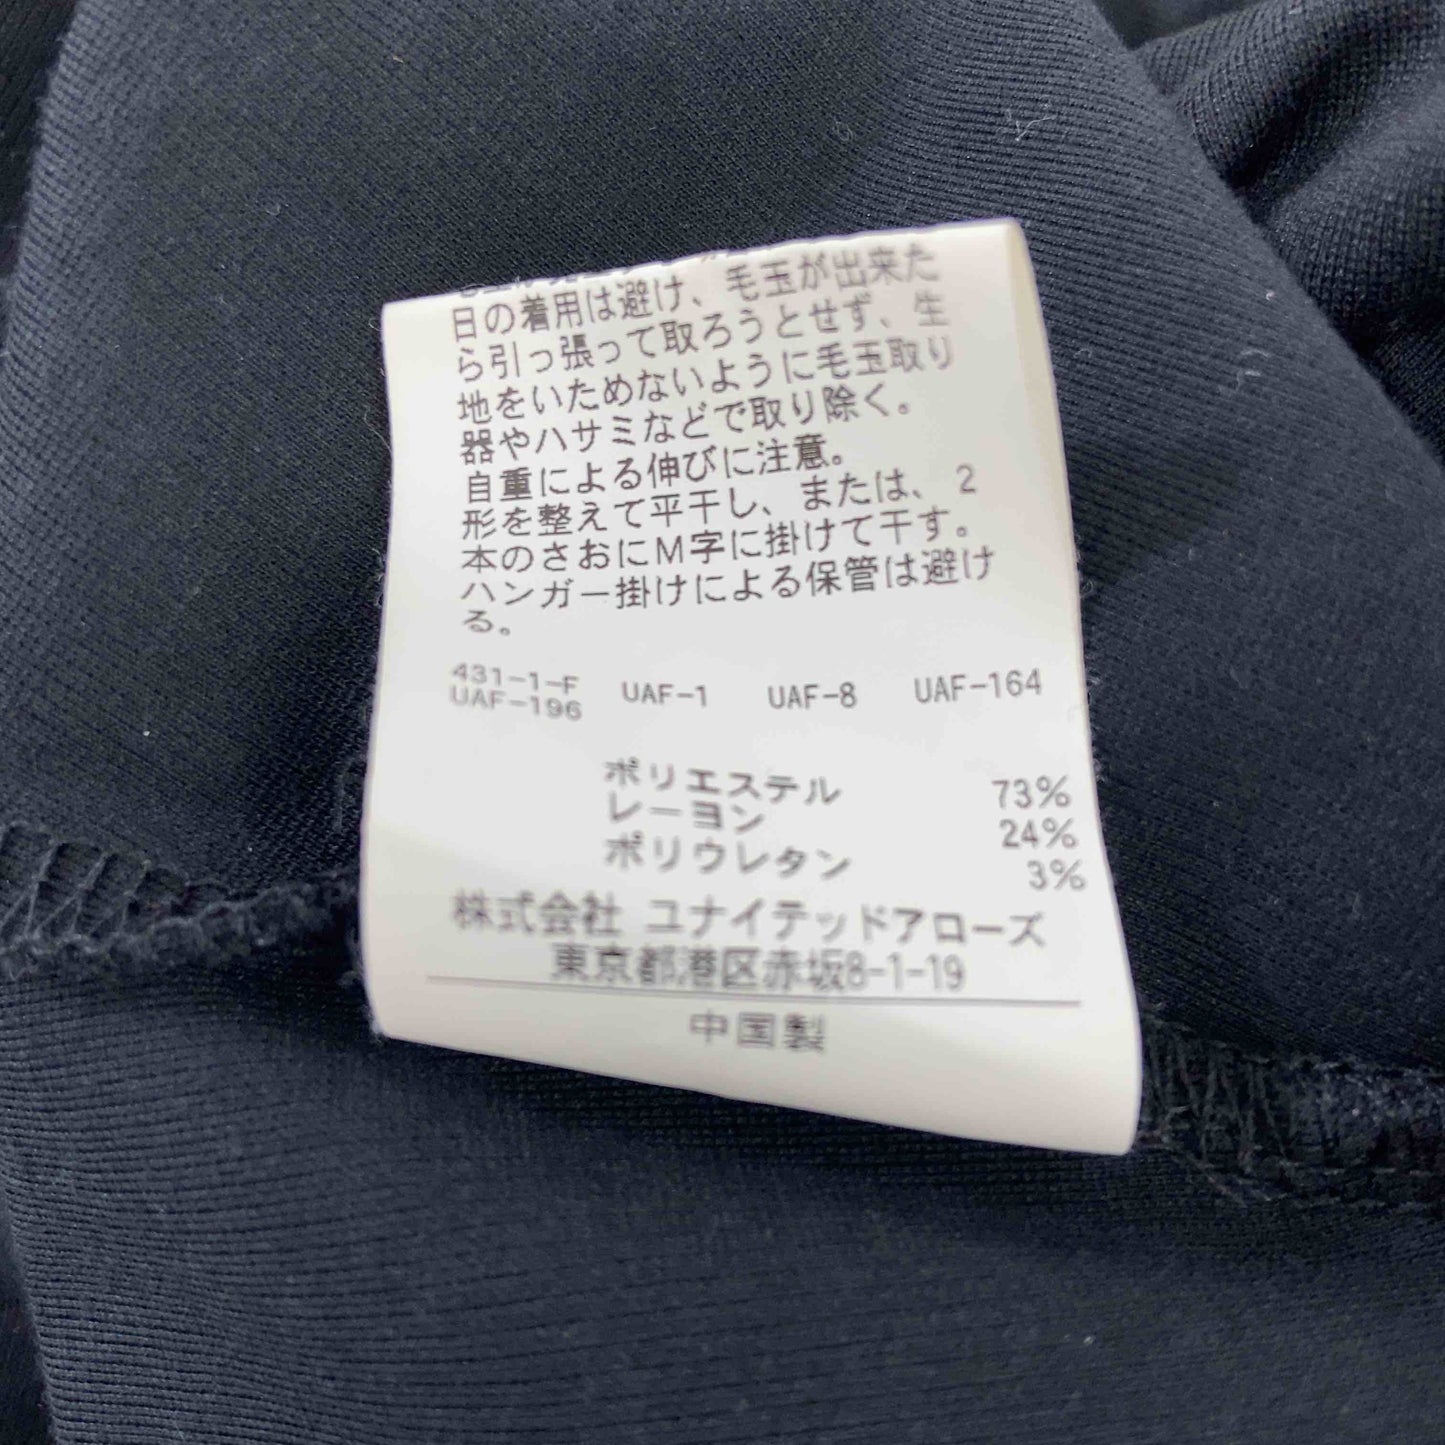 日の着用は避け、毛玉が出来た
ら引っ張って取ろうとせず、生
地をいためないように毛玉取り
器やハサミなどで取り除く。
自重による伸びに注意。
形を整えて平干し、または、2
本のさおにM字に掛けて干す。
ハンガー掛けによる保管は避け
る。
431-1-F UAF-1 UAF-8 UAF-164
UAF-196
ポリエステル 73%
レーヨン 24%
ポリウレタン 3%
株式会社 ユナイテッドアローズ
東京都港区赤坂8-1-19
中国製